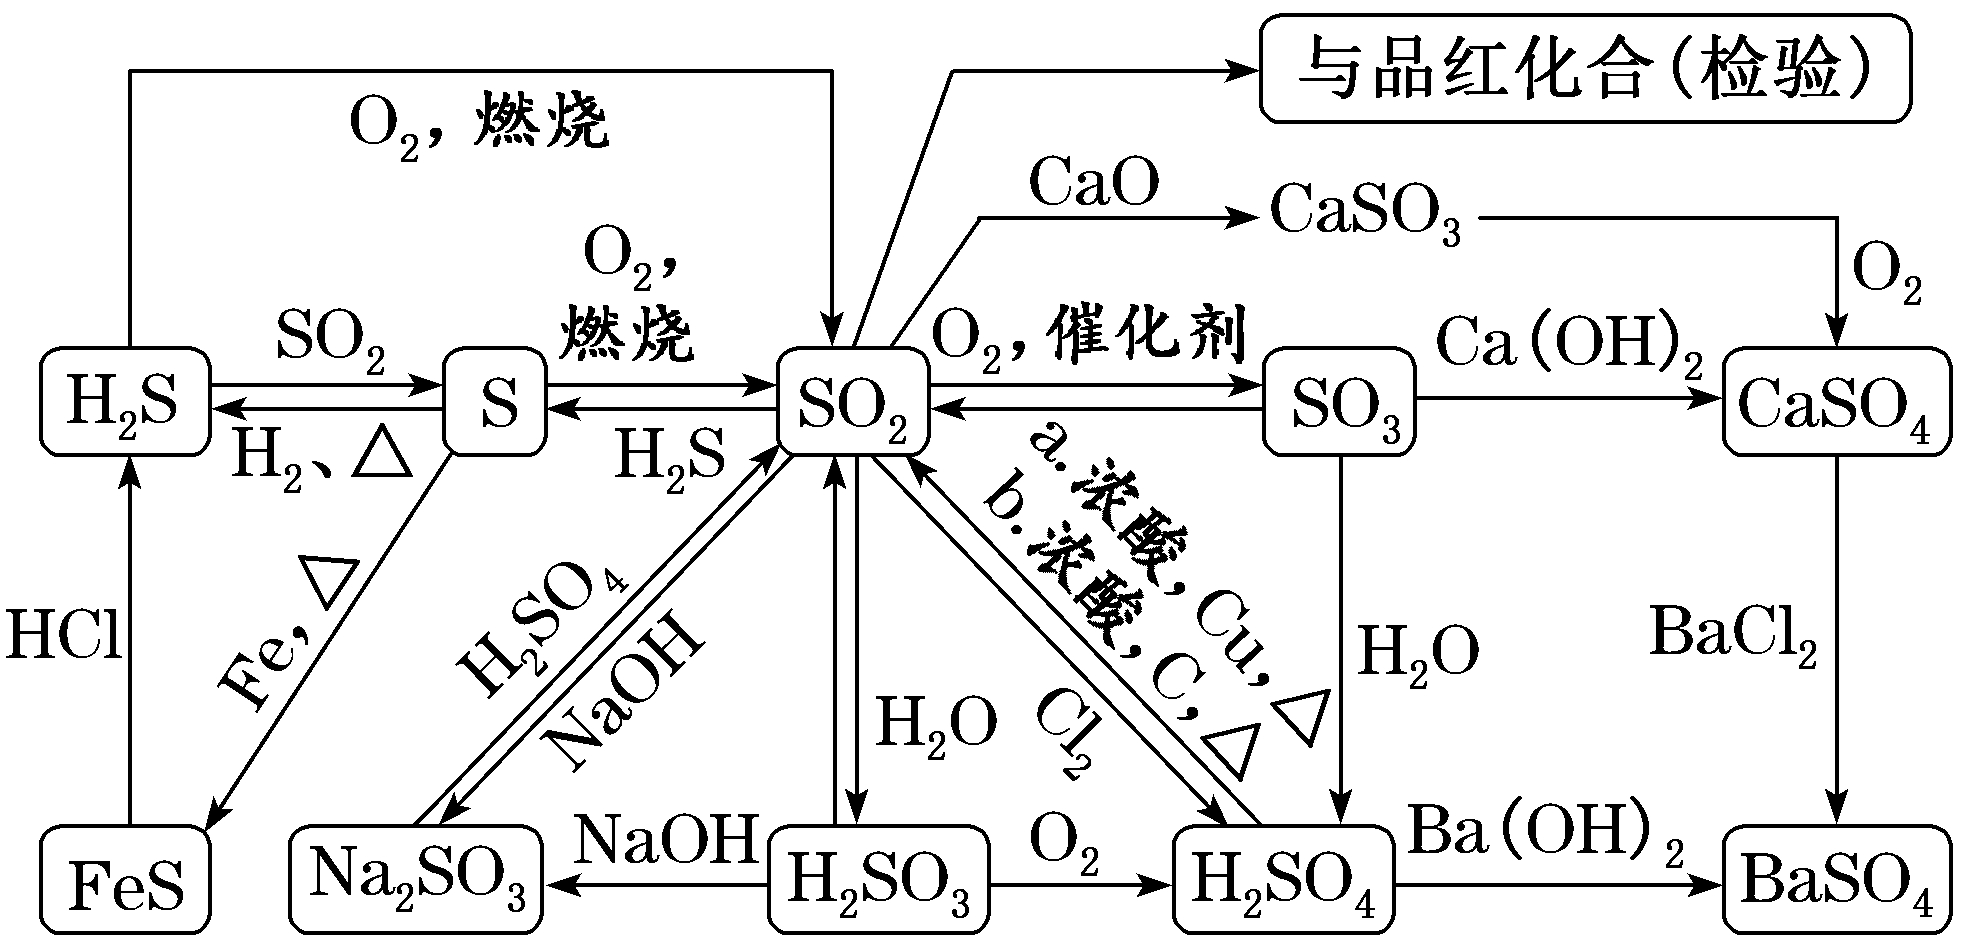 与品红化合(检验)
O₂,燃烧
CaO
CaSO₃
O₂
O₂,
燃烧
SO₂
O₂,催化剂
Ca(OH)₂
H₂S
S
SO₂
SO₃
CaSO₄
H₂、△
H₂S
a.浓酸,Cu,△
b.浓酸,C,△
Fe,△
H₂SO₄
NaOH
HCl
H₂O
Cl₂
H₂O
BaCl₂
NaOH
O₂
Ba(OH)₂
FeS
Na₂SO₃
H₂SO₃
H₂SO₄
BaSO₄